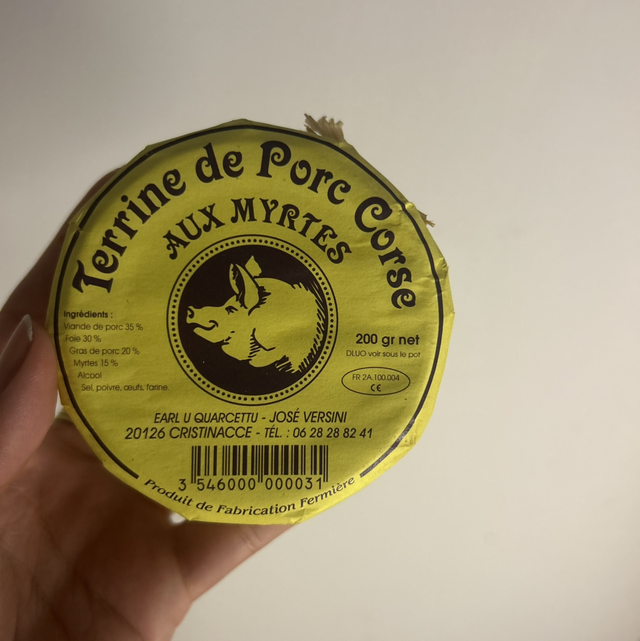 Terrine de Porc Corse
AUX MYRTES
Ingrédients :
Viande de porc 35 %
Foie 30 %
Gras de porc 20 %
Myrtes 15 %
Alcool
Sel, poivre, œufs, farine.
200 gr net
DLUO voir sous le pot
FR 2A.100.004
CE
EARL U QUARCETTU - JOSÉ VERSINI
20126 CRISTINACCE - TÉL. : 06 28 28 82 41
3 546000 000031
Produit de Fabrication Fermière